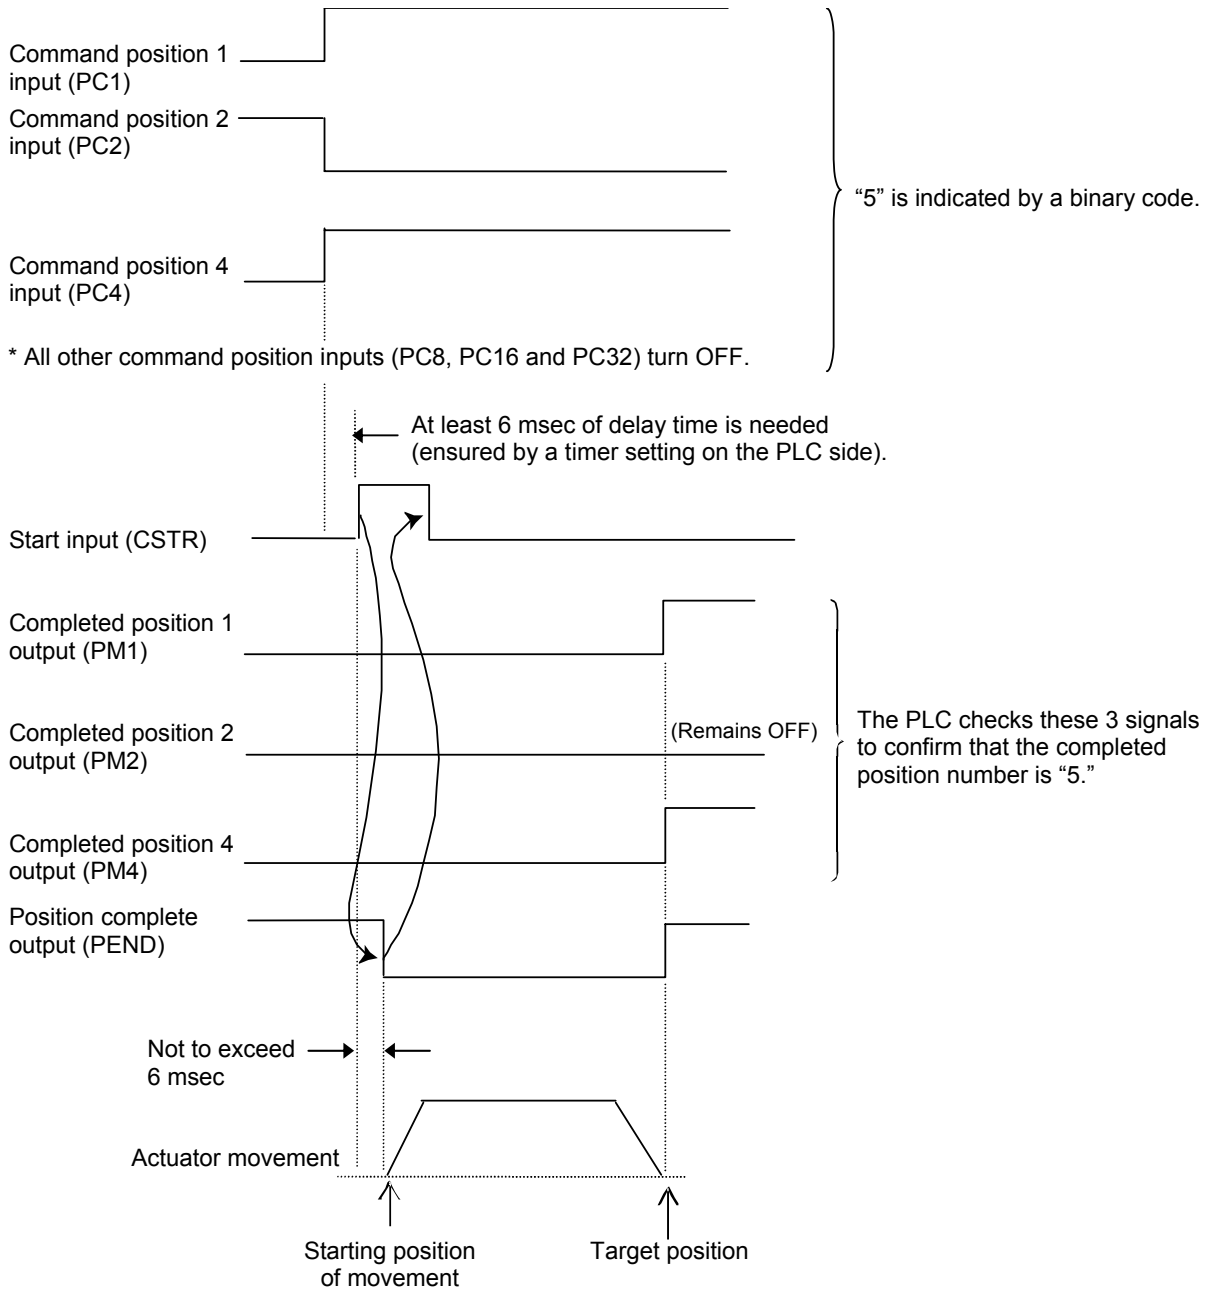 Command position 1
input (PC1)
Command position 2
input (PC2)
“5” is indicated by a binary code.
Command position 4
input (PC4)
* All other command position inputs (PC8, PC16 and PC32) turn OFF.
At least 6 msec of delay time is needed
(ensured by a timer setting on the PLC side).
Start input (CSTR)
Completed position 1
output (PM1)
Completed position 2
output (PM2)
(Remains OFF)
The PLC checks these 3 signals
to confirm that the completed
position number is “5.”
Completed position 4
output (PM4)
Position complete
output (PEND)
Not to exceed
6 msec
Actuator movement
Starting position
of movement
Target position